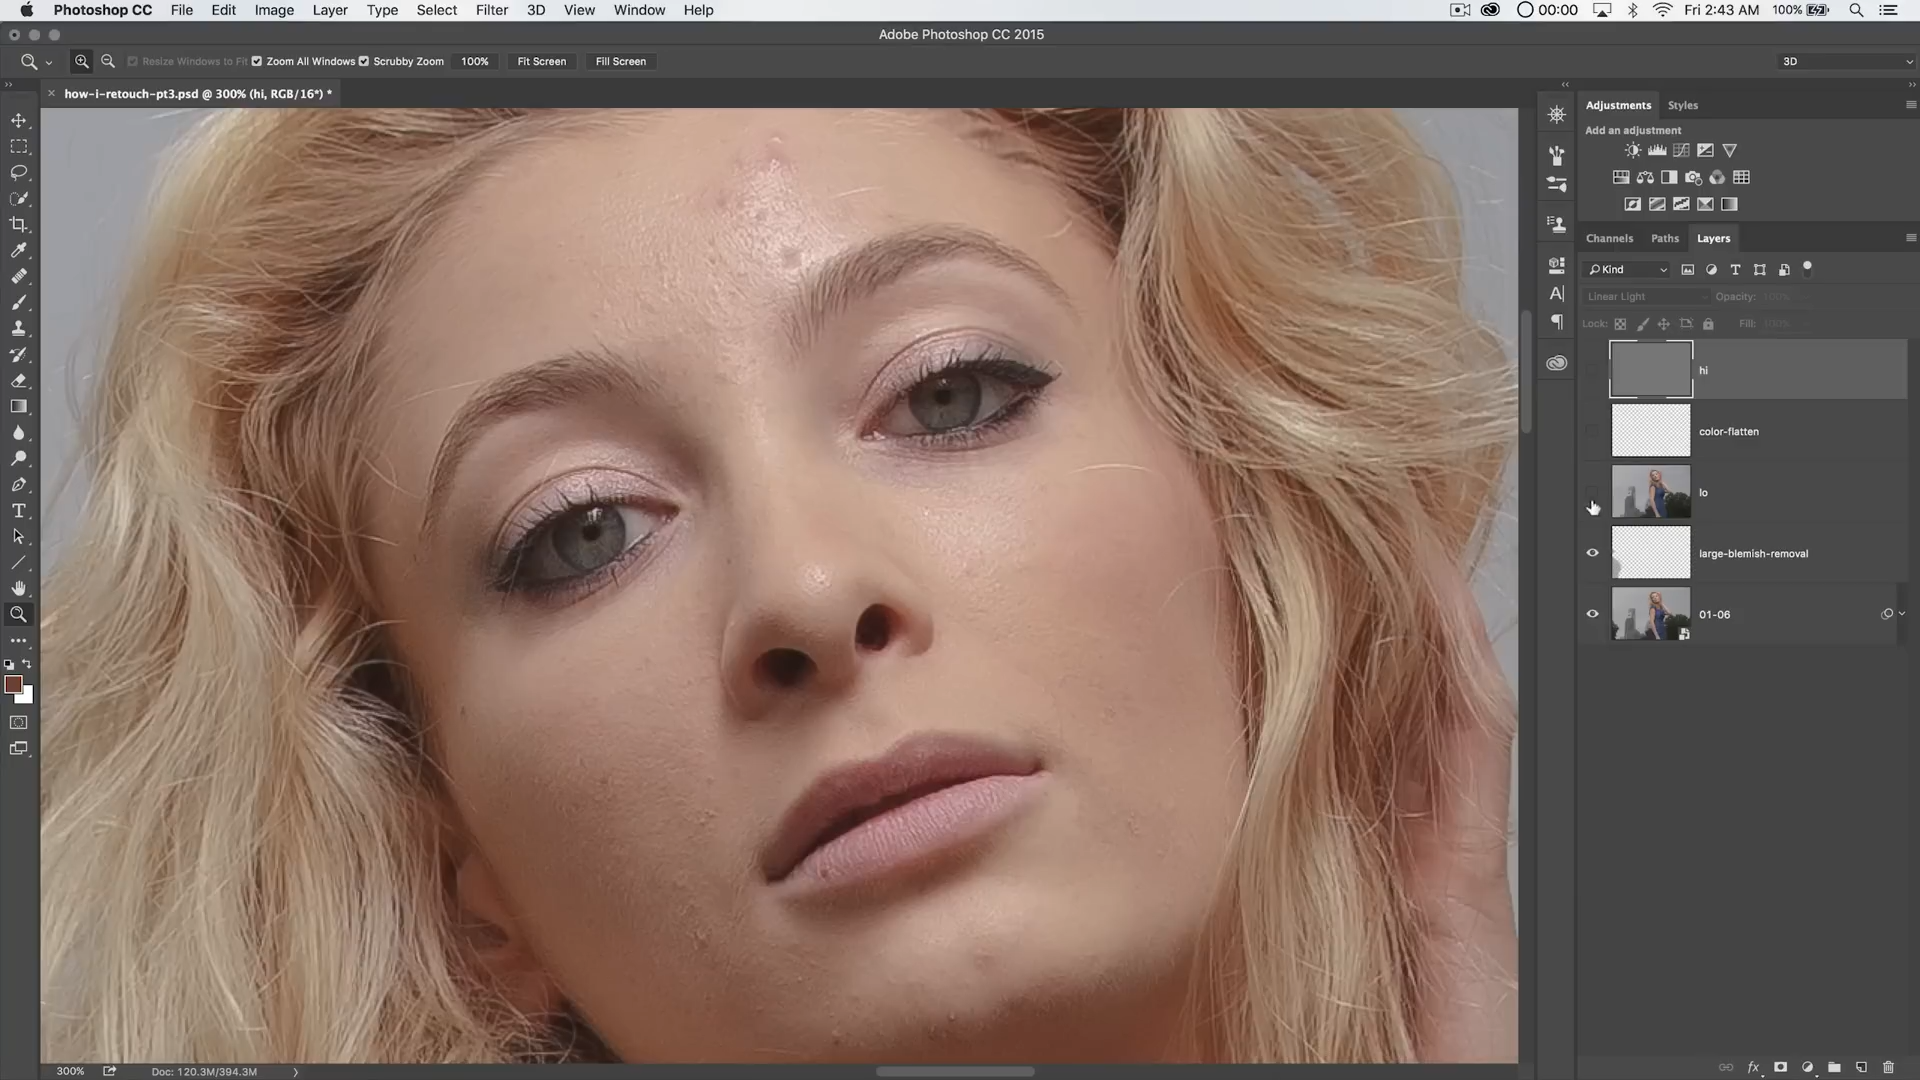 Photoshop CC File Edit Image Layer Type Select Filter 3D View Window Help 00:00 Fri 2:43 AM 100%
Adobe Photoshop CC 2015
Resize Windows to Fit Zoom All Windows Scrubby Zoom 100% Fit Screen Fill Screen 3D
how-i-retouch-pt3.psd @ 300% (hi, RGB/16*) *
Adjustments Styles
Add an adjustment
Channels Paths Layers
Kind
Linear Light Opacity: 100%
Lock: Fill: 100%
hi
color-flatten
lo
large-blemish-removal
01-06
300% Doc: 120.3M/394.3M